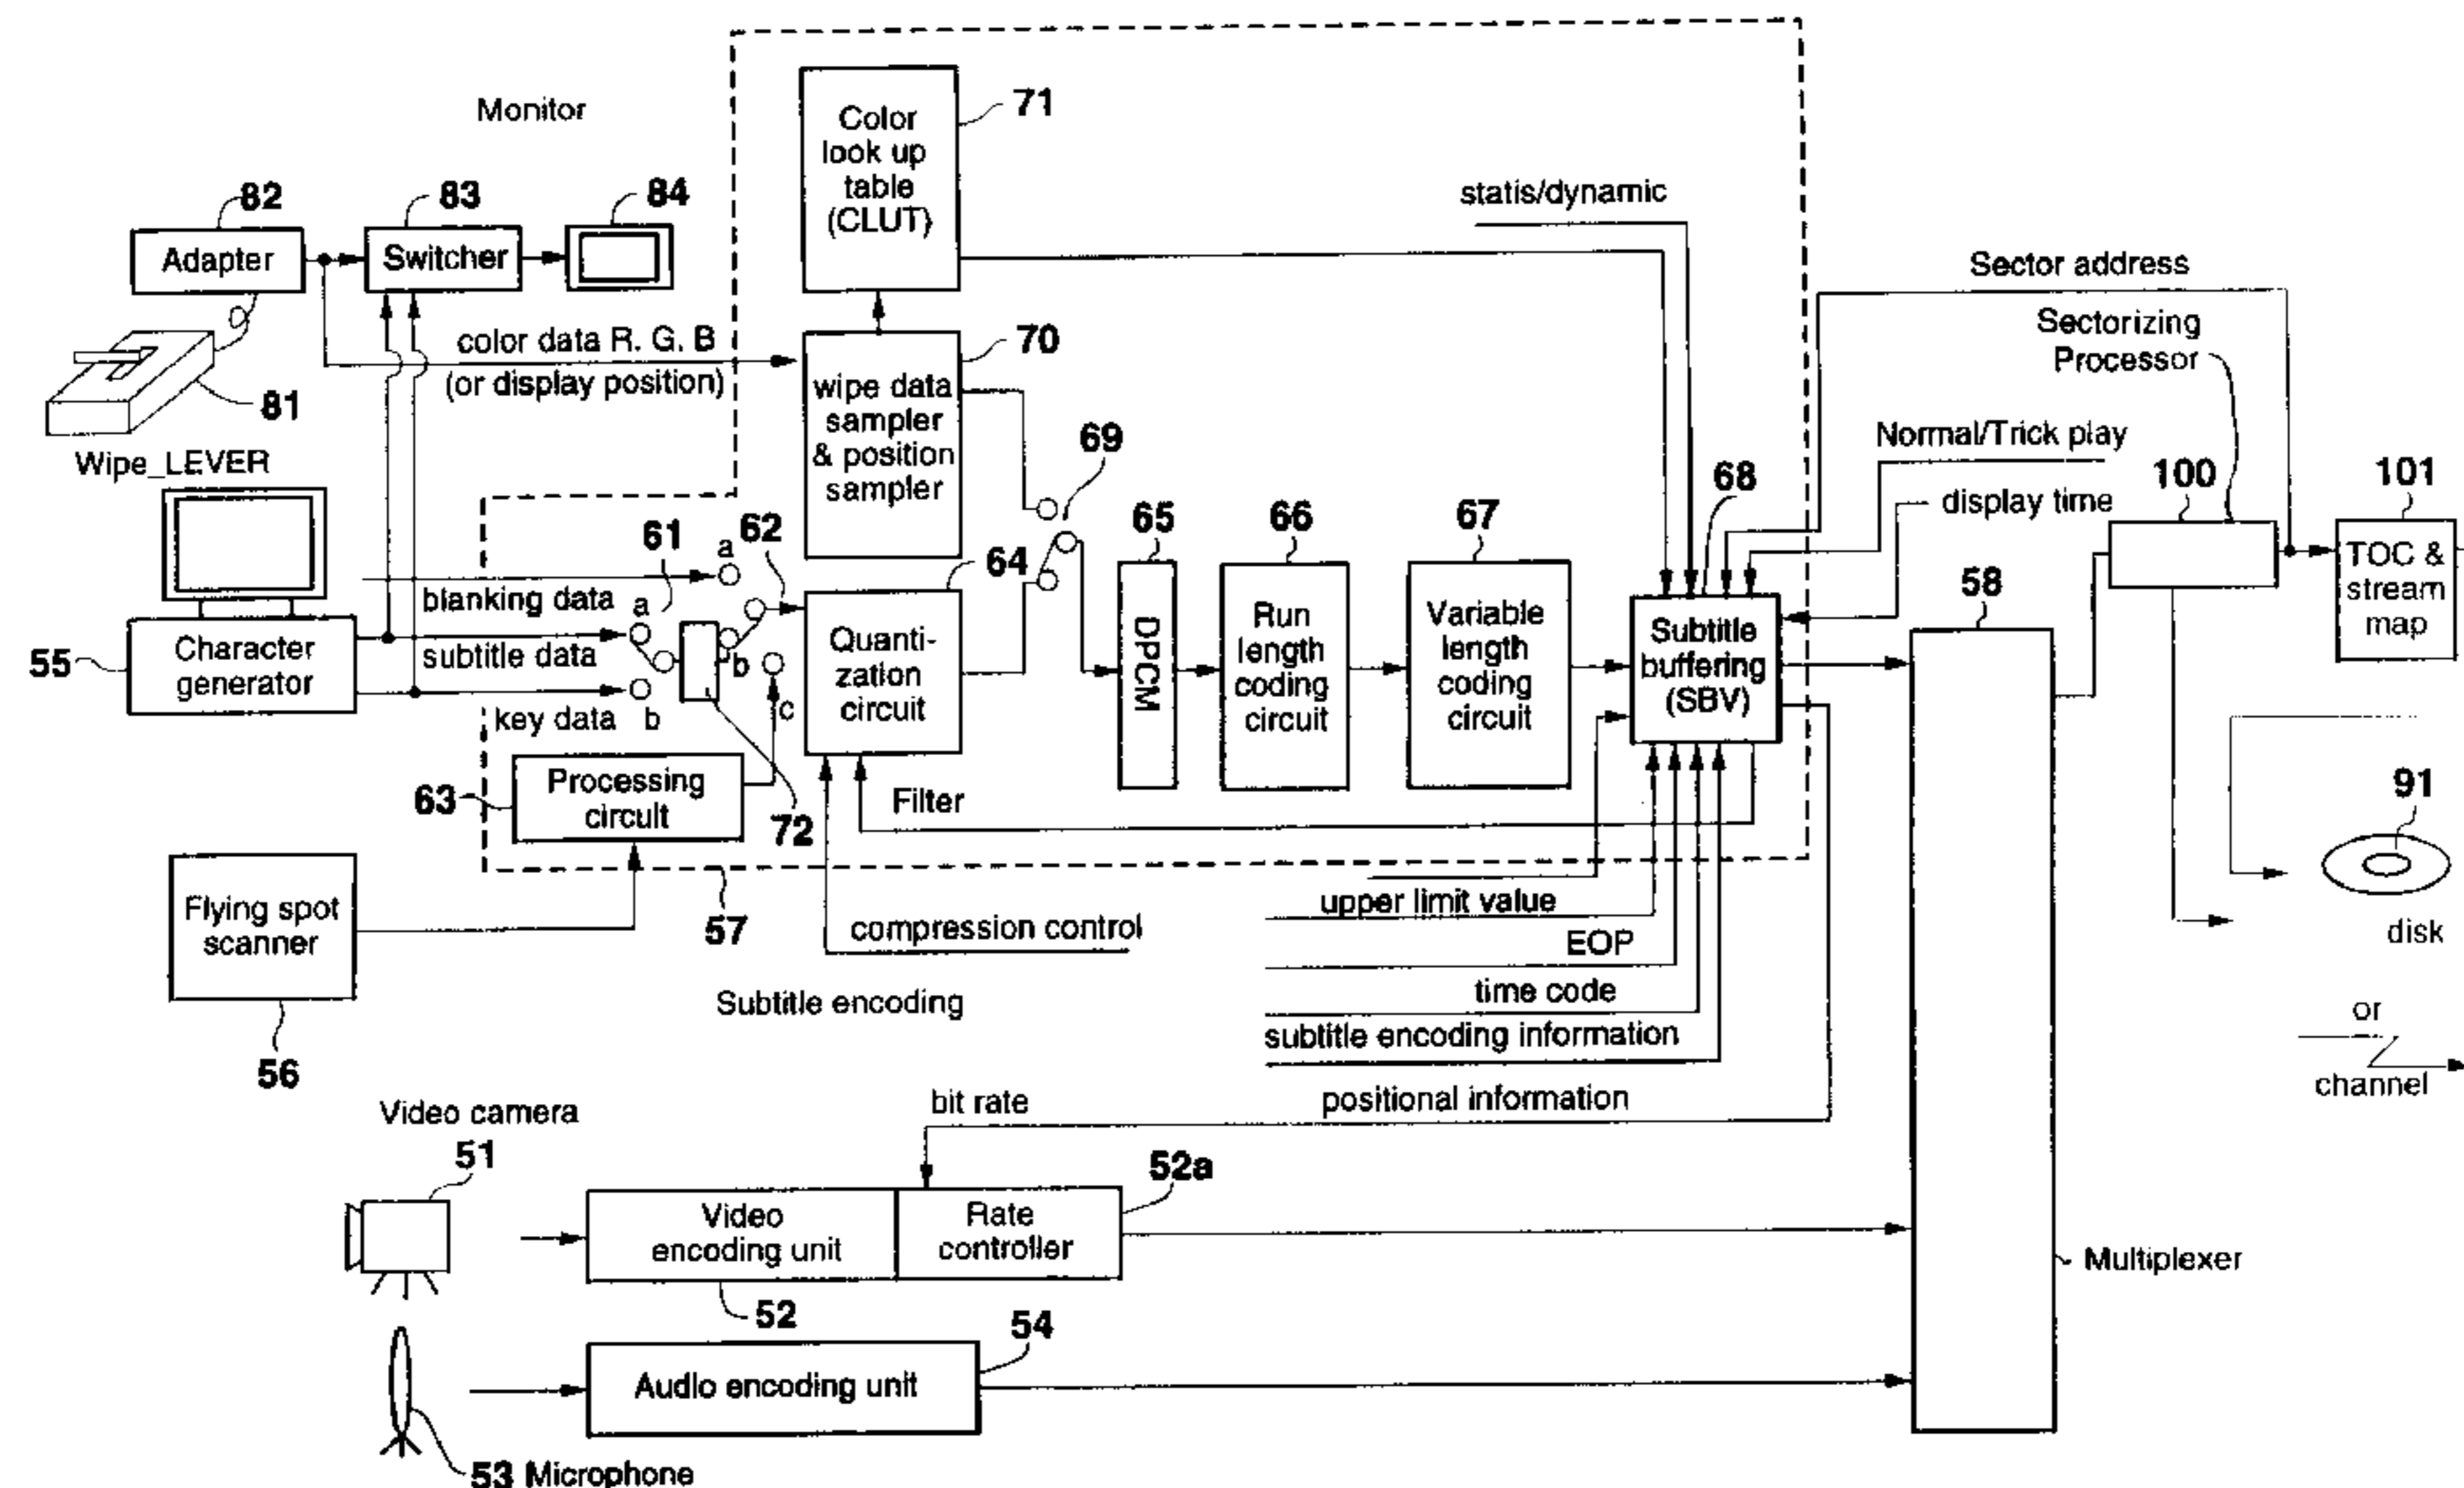 Monitor
82
83
84
Adapter
Switcher
81
Wipe_LEVER
color data R. G. B
(or display position)
71
Color
look up
table
(CLUT)
70
wipe data
sampler
& position
sampler
statis/dynamic
Sector address
Sectorizing
Processor
Normal/Trick play
display time
100
101
TOC &
stream
map
55
Character
generator
blanking data
subtitle data
key data
61
62
a
a
b
b
c
72
63
Processing
circuit
64
Quanti-
zation
circuit
69
65
DPCM
66
Run
length
coding
circuit
67
Variable
length
coding
circuit
68
Subtitle
buffering
(SBV)
58
Filter
91
disk
or
channel
56
Flying spot
scanner
57
compression control
Subtitle encoding
upper limit value
EOP
time code
subtitle encoding information
bit rate
positional information
Video camera
51
52a
Video
encoding unit
Rate
controller
52
54
Audio encoding unit
53 Microphone
Multiplexer